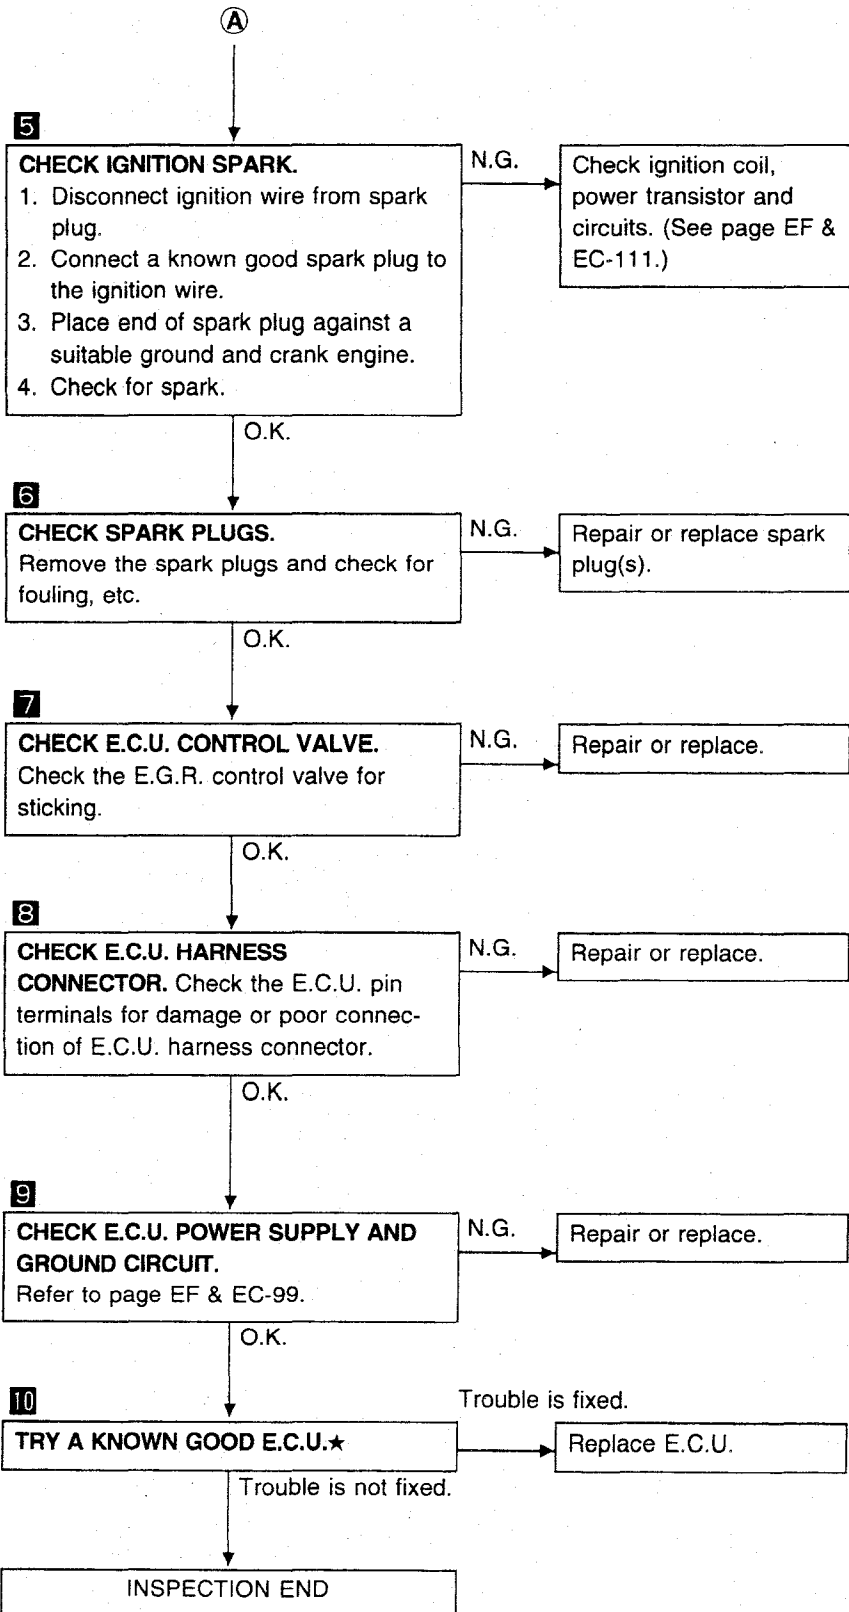 A
5
CHECK IGNITION SPARK.
1. Disconnect ignition wire from spark
plug.
2. Connect a known good spark plug to
the ignition wire.
3. Place end of spark plug against a
suitable ground and crank engine.
4. Check for spark.
N.G.
Check ignition coil,
power transistor and
circuits. (See page EF &
EC-111.)
O.K.
6
CHECK SPARK PLUGS.
Remove the spark plugs and check for
fouling, etc.
N.G.
Repair or replace spark
plug(s).
O.K.
7
CHECK E.C.U. CONTROL VALVE.
Check the E.G.R. control valve for
sticking.
N.G.
Repair or replace.
O.K.
8
CHECK E.C.U. HARNESS
CONNECTOR. Check the E.C.U. pin
terminals for damage or poor connec-
tion of E.C.U. harness connector.
N.G.
Repair or replace.
O.K.
9
CHECK E.C.U. POWER SUPPLY AND
GROUND CIRCUIT.
Refer to page EF & EC-99.
N.G.
Repair or replace.
O.K.
10
TRY A KNOWN GOOD E.C.U.★
Trouble is fixed.
Replace E.C.U.
Trouble is not fixed.
INSPECTION END